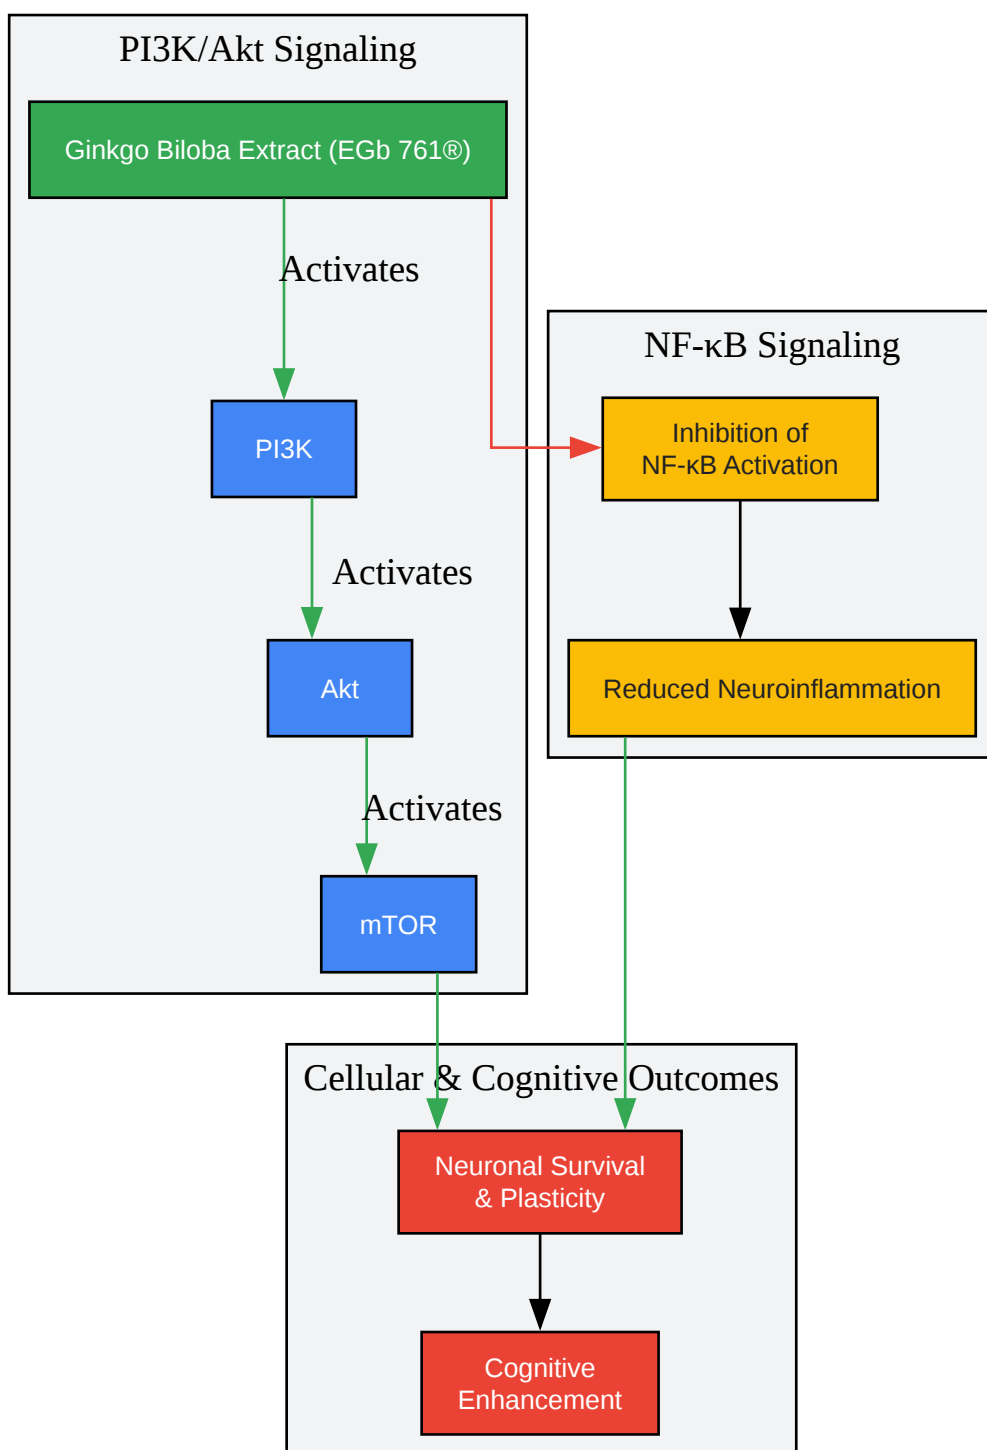 PI3K/Akt Signaling
Ginkgo Biloba Extract (EGb 761®)
Activates
PI3K
Activates
Akt
Activates
mTOR
NF-κB Signaling
Inhibition of
NF-κB Activation
Reduced Neuroinflammation
Cellular & Cognitive Outcomes
Neuronal Survival
& Plasticity
Cognitive
Enhancement